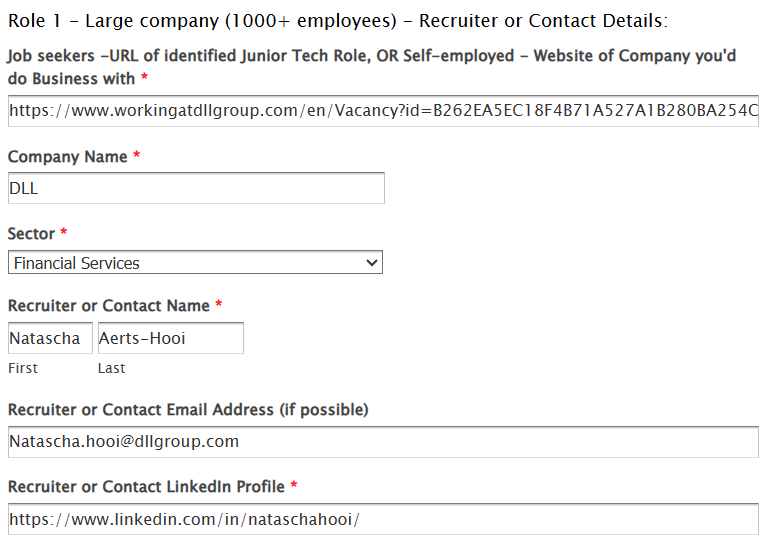 Role 1 - Large company (1000+ employees) - Recruiter or Contact Details:
Job seekers -URL of identified Junior Tech Role, OR Self-employed - Website of Company you'd
do Business with *
https://www.workingatdllgroup.com/en/Vacancy?id=B262EA5EC18F4B71A527A1B280BA254C
Company Name *
DLL
Sector *
Financial Services
Recruiter or Contact Name *
Natascha Aerts-Hooi
First Last
Recruiter or Contact Email Address (if possible)
Natascha.hooi@dllgroup.com
Recruiter or Contact LinkedIn Profile *
https://www.linkedin.com/in/nataschahooi/